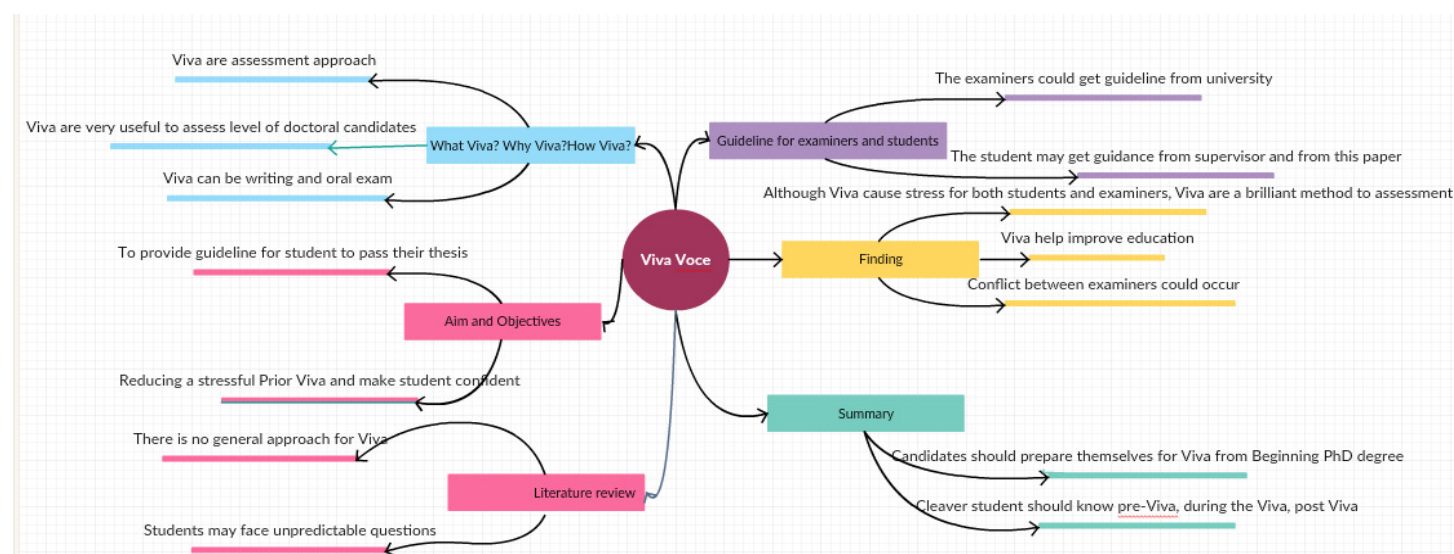 Viva Voce
What Viva? Why Viva?How Viva?
Viva are assessment approach
Viva are very useful to assess level of doctoral candidates
Viva can be writing and oral exam
Aim and Objectives
To provide guideline for student to pass their thesis
Reducing a stressful Prior Viva and make student confident
Literature review
There is no general approach for Viva
Students may face unpredictable questions
Guideline for examiners and students
The examiners could get guideline from university
The student may get guidance from supervisor and from this paper
Finding
Although Viva cause stress for both students and examiners, Viva are a brilliant method to assessment
Viva help improve education
Conflict between examiners could occur
Summary
Candidates should prepare themselves for Viva from Beginning PhD degree
Cleaver student should know pre-Viva, during the Viva, post Viva